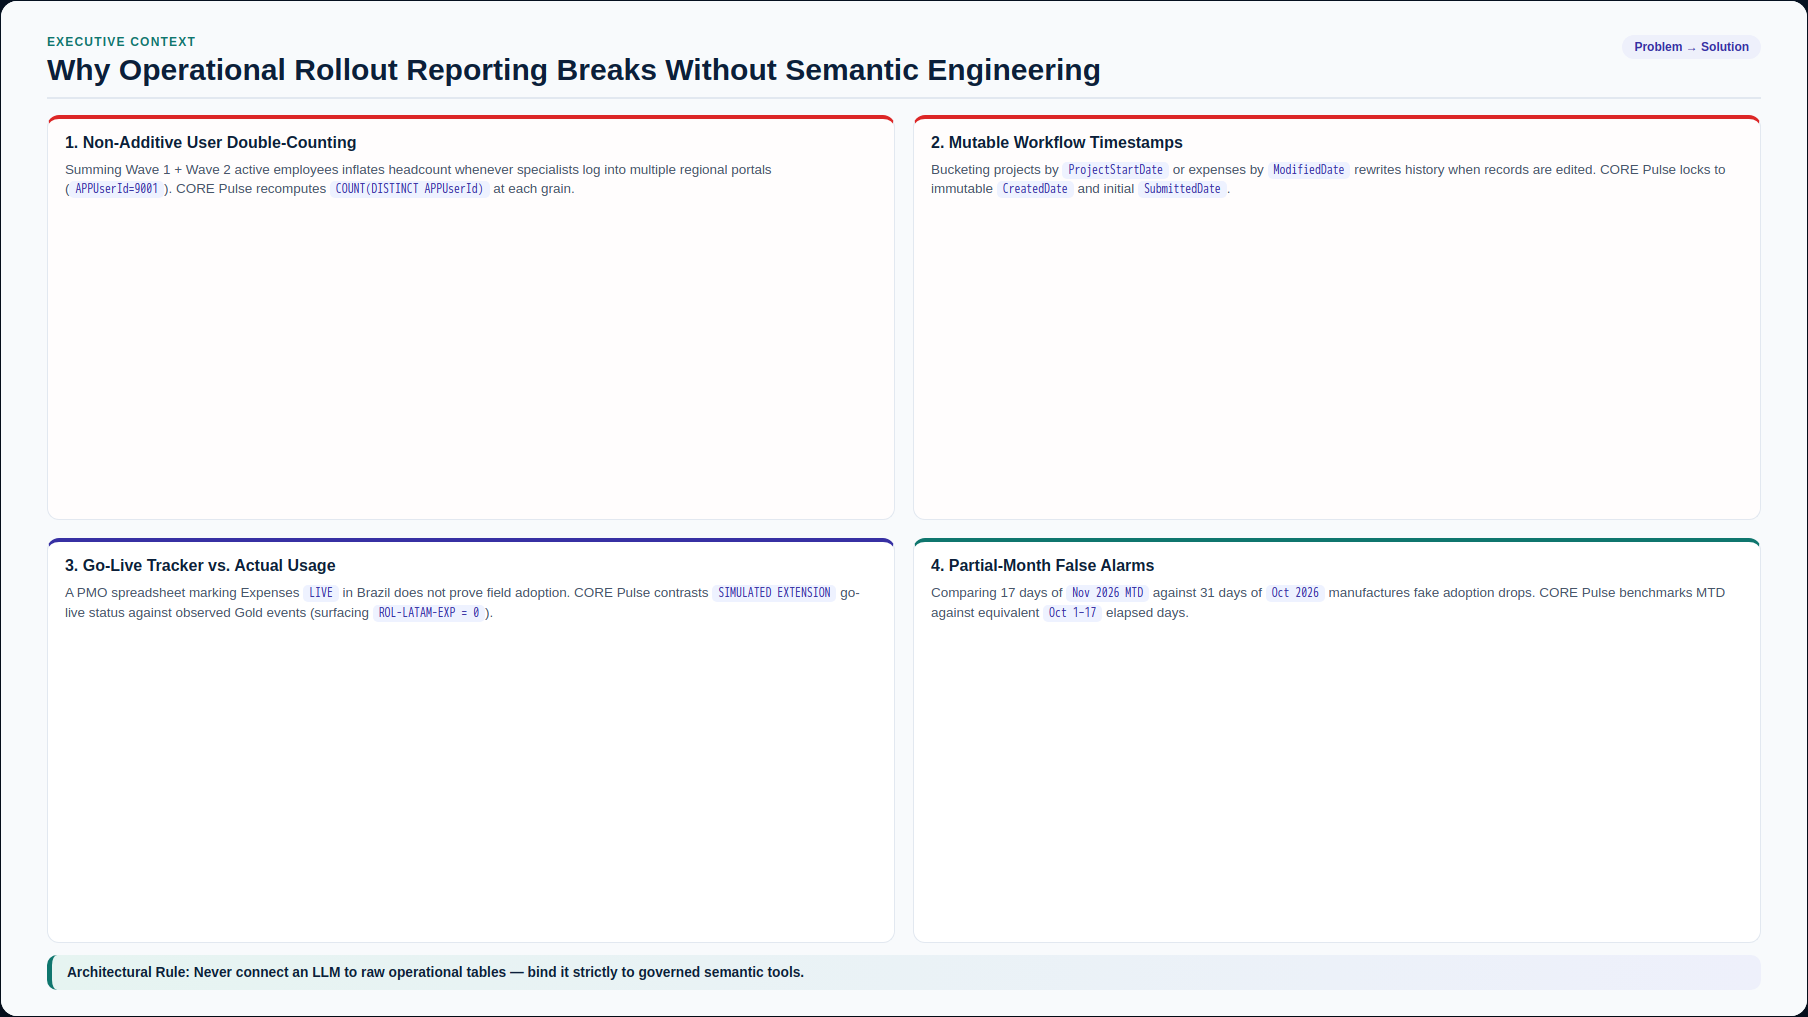 EXECUTIVE CONTEXT
Why Operational Rollout Reporting Breaks Without Semantic Engineering
Problem → Solution
1. Non-Additive User Double-Counting
Summing Wave 1 + Wave 2 active employees inflates headcount whenever specialists log into multiple regional portals
( APPUserId=9001 ). CORE Pulse recomputes COUNT(DISTINCT APPUserId) at each grain.
2. Mutable Workflow Timestamps
Bucketing projects by ProjectStartDate or expenses by ModifiedDate rewrites history when records are edited. CORE Pulse locks to
immutable CreatedDate and initial SubmittedDate .
3. Go-Live Tracker vs. Actual Usage
A PMO spreadsheet marking Expenses LIVE in Brazil does not prove field adoption. CORE Pulse contrasts SIMULATED EXTENSION go-
live status against observed Gold events (surfacing ROL-LATAM-EXP = 0 ).
4. Partial-Month False Alarms
Comparing 17 days of Nov 2026 MTD against 31 days of Oct 2026 manufactures fake adoption drops. CORE Pulse benchmarks MTD
against equivalent Oct 1–17 elapsed days.
Architectural Rule: Never connect an LLM to raw operational tables — bind it strictly to governed semantic tools.